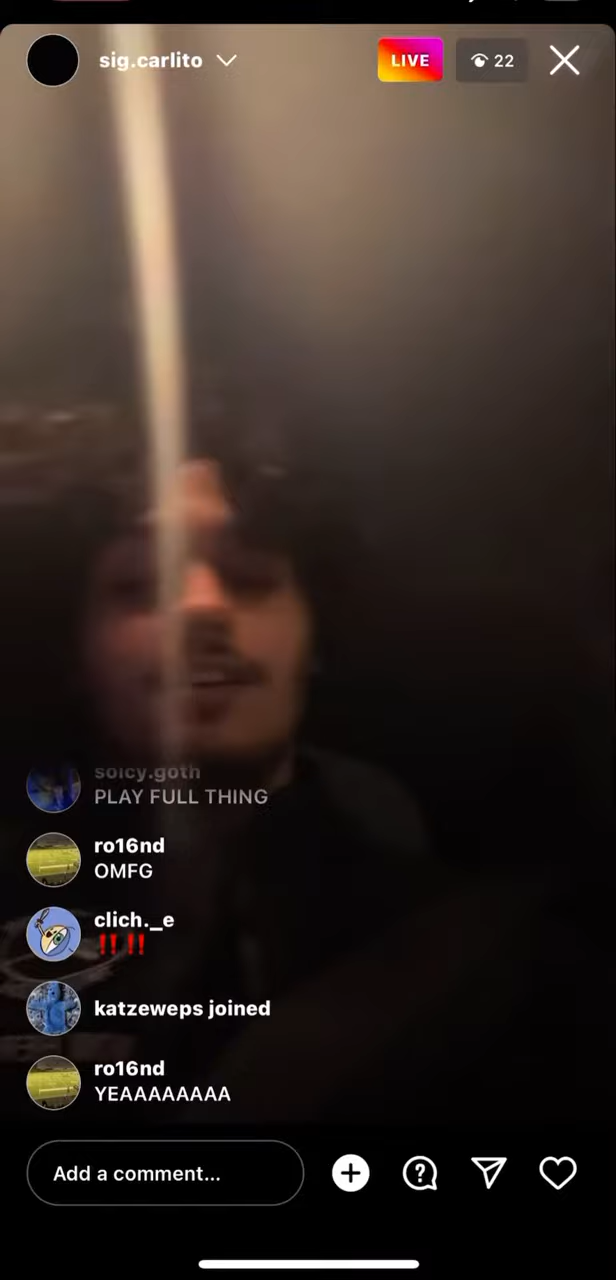 sig.carlito
LIVE
22
soicy.goth
PLAY FULL THING
ro16nd
OMFG
clich._e
‼️ ‼️
katzeweps joined
ro16nd
YEAAAAAAAA
Add a comment...